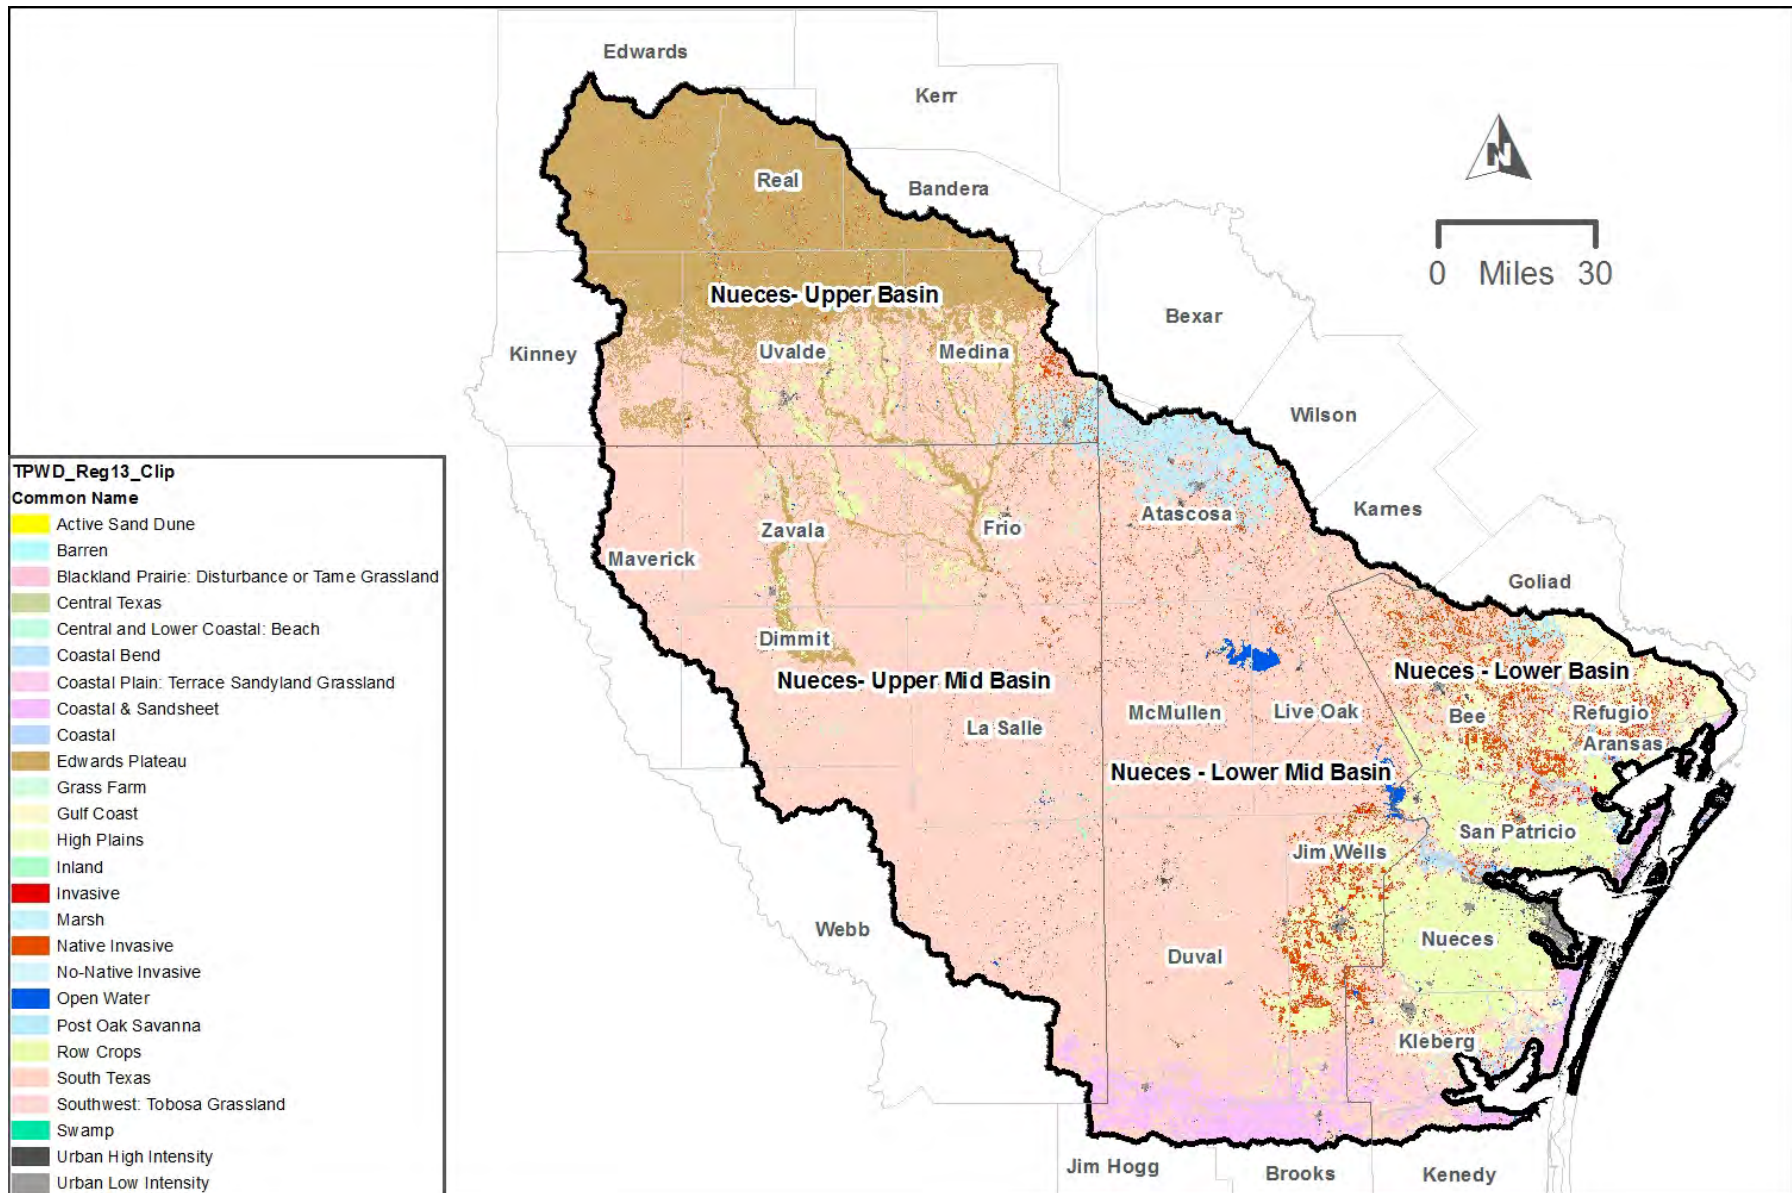 Edwards
Kerr
Real
Bandera
N
0 Miles 30
Nueces- Upper Basin
Bexar
Kinney
Uvalde
Medina
Wilson
Karnes
Atascosa
Zavala
Frio
Maverick
Goliad
Dimmit
Nueces- Upper Mid Basin
Nueces - Lower Basin
La Salle
McMullen
Live Oak
Bee
Refugio
Aransas
Nueces - Lower Mid Basin
San Patricio
Jim Wells
Webb
Duval
Nueces
Kleberg
Jim Hogg
Brooks
Kenedy
TPWD_Reg13_Clip
Common Name
Active Sand Dune
Barren
Blackland Prairie: Disturbance or Tame Grassland
Central Texas
Central and Lower Coastal: Beach
Coastal Bend
Coastal Plain: Terrace Sandyland Grassland
Coastal & Sandsheet
Coastal
Edwards Plateau
Grass Farm
Gulf Coast
High Plains
Inland
Invasive
Marsh
Native Invasive
No-Native Invasive
Open Water
Post Oak Savanna
Row Crops
South Texas
Southwest: Tobosa Grassland
Swamp
Urban High Intensity
Urban Low Intensity